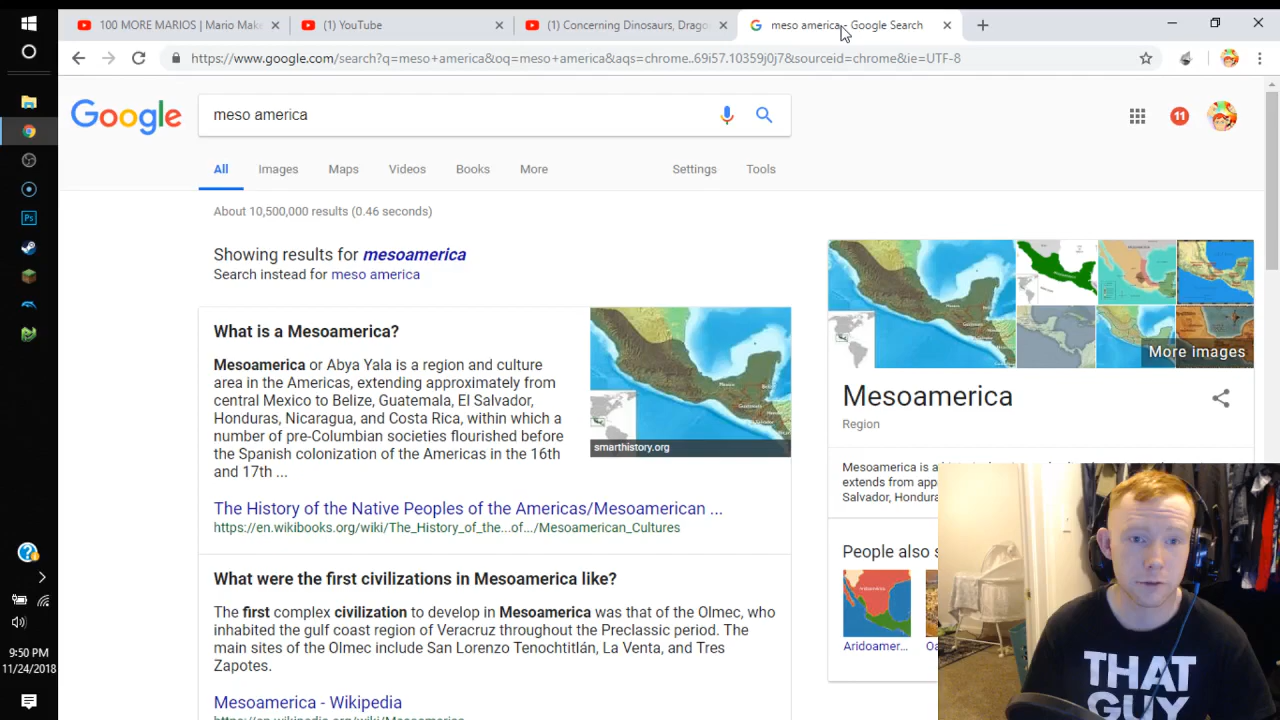 100 MORE MARIOS | Mario Make
(1) YouTube
(1) Concerning Dinosaurs, Drago
meso america - Google Search
https://www.google.com/search?q=meso+america&oq=meso+america&aqs=chrome..69i57.10359j0j7&sourceid=chrome&ie=UTF-8
Google
meso america
11
All
Images
Maps
Videos
Books
More
Settings
Tools
About 10,500,000 results (0.46 seconds)
Showing results for mesoamerica
Search instead for meso america
What is a Mesoamerica?
Mesoamerica or Abya Yala is a region and culture
area in the Americas, extending approximately from
central Mexico to Belize, Guatemala, El Salvador,
Honduras, Nicaragua, and Costa Rica, within which a
number of pre-Columbian societies flourished before
the Spanish colonization of the Americas in the 16th
and 17th ...
smarthistory.org
The History of the Native Peoples of the Americas/Mesoamerican ...
https://en.wikibooks.org/wiki/The_History_of_the...of.../Mesoamerican_Cultures
What were the first civilizations in Mesoamerica like?
The first complex civilization to develop in Mesoamerica was that of the Olmec, who
inhabited the gulf coast region of Veracruz throughout the Preclassic period. The
main sites of the Olmec include San Lorenzo Tenochtitlán, La Venta, and Tres
Zapotes.
Mesoamerica - Wikipedia
More images
Mesoamerica
Region
Mesoamerica is a
extends from app
Salvador, Hondur
People also s
Aridoamer...
THAT
GUY
Ps
9:50 PM
11/24/2018